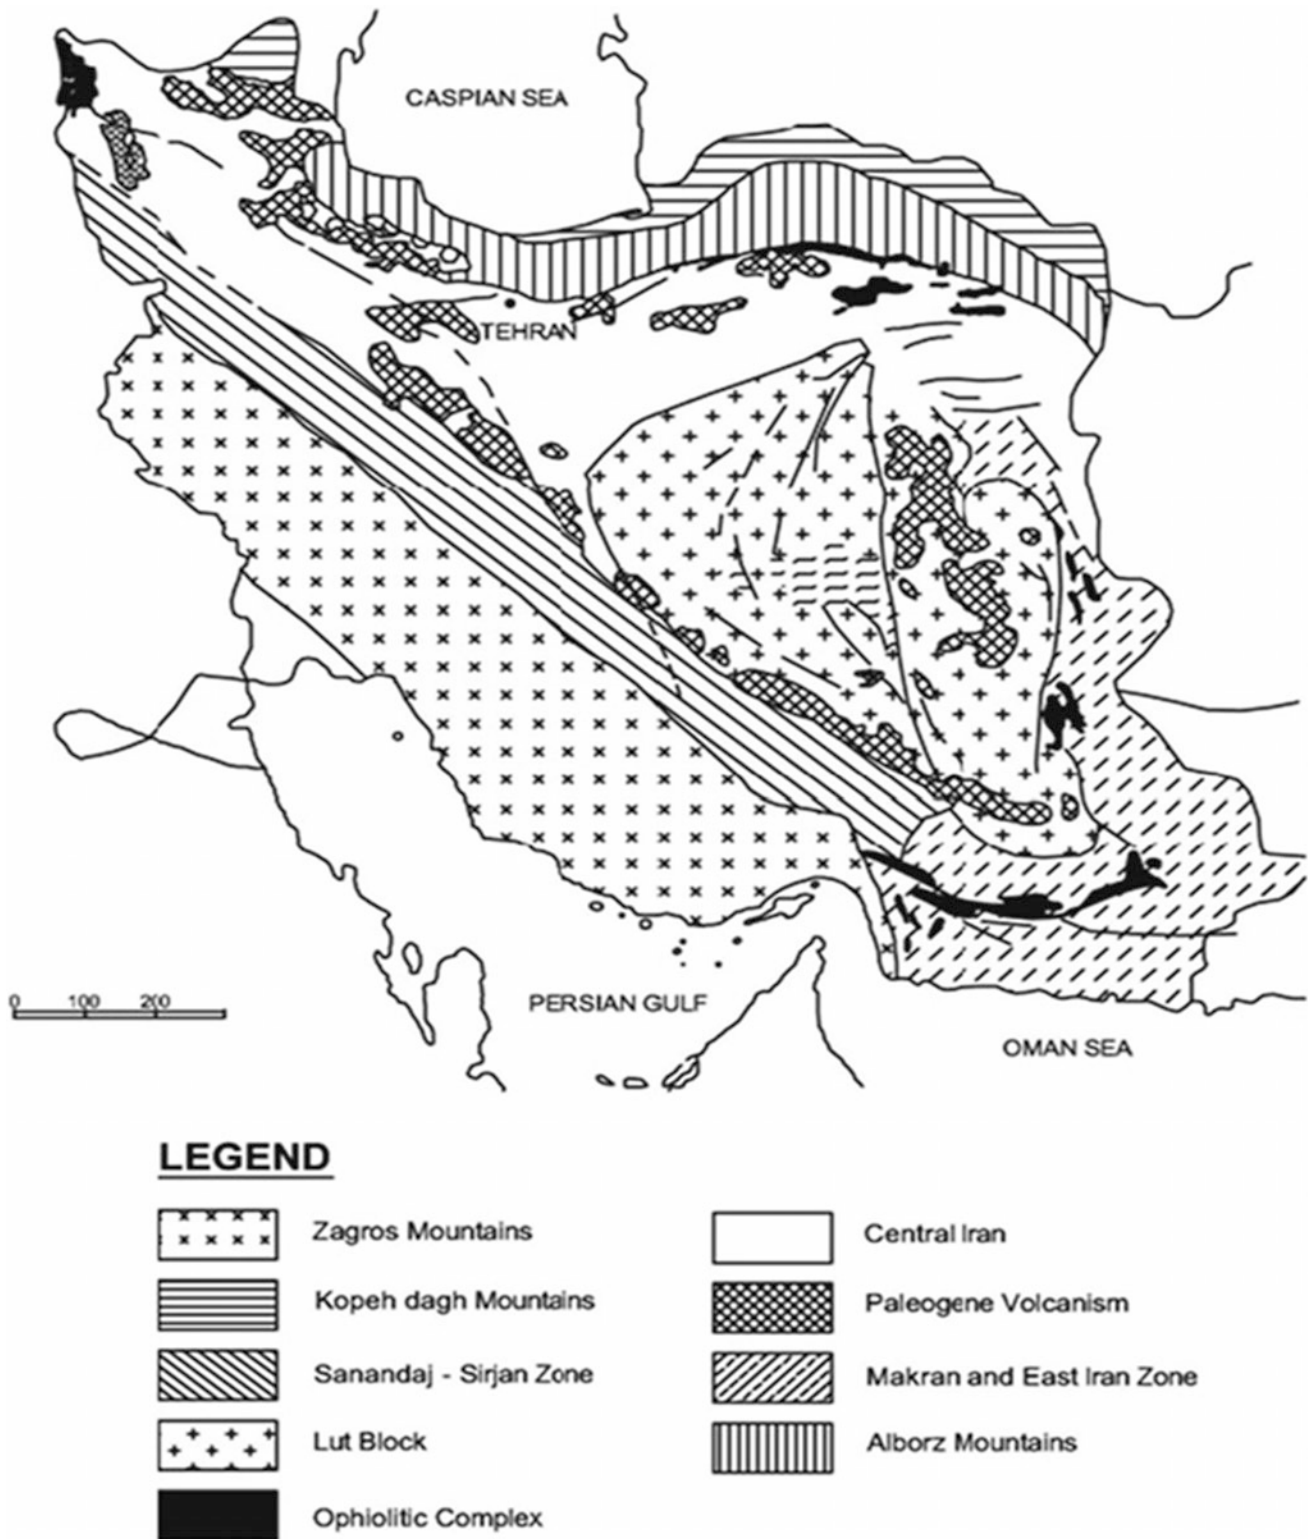 CASPIAN SEA
TEHRAN
0 100 200
PERSIAN GULF
OMAN SEA
LEGEND
Zagros Mountains
Kopeh dagh Mountains
Sanandaj - Sirjan Zone
Lut Block
Ophiolitic Complex
Central Iran
Paleogene Volcanism
Makran and East Iran Zone
Alborz Mountains